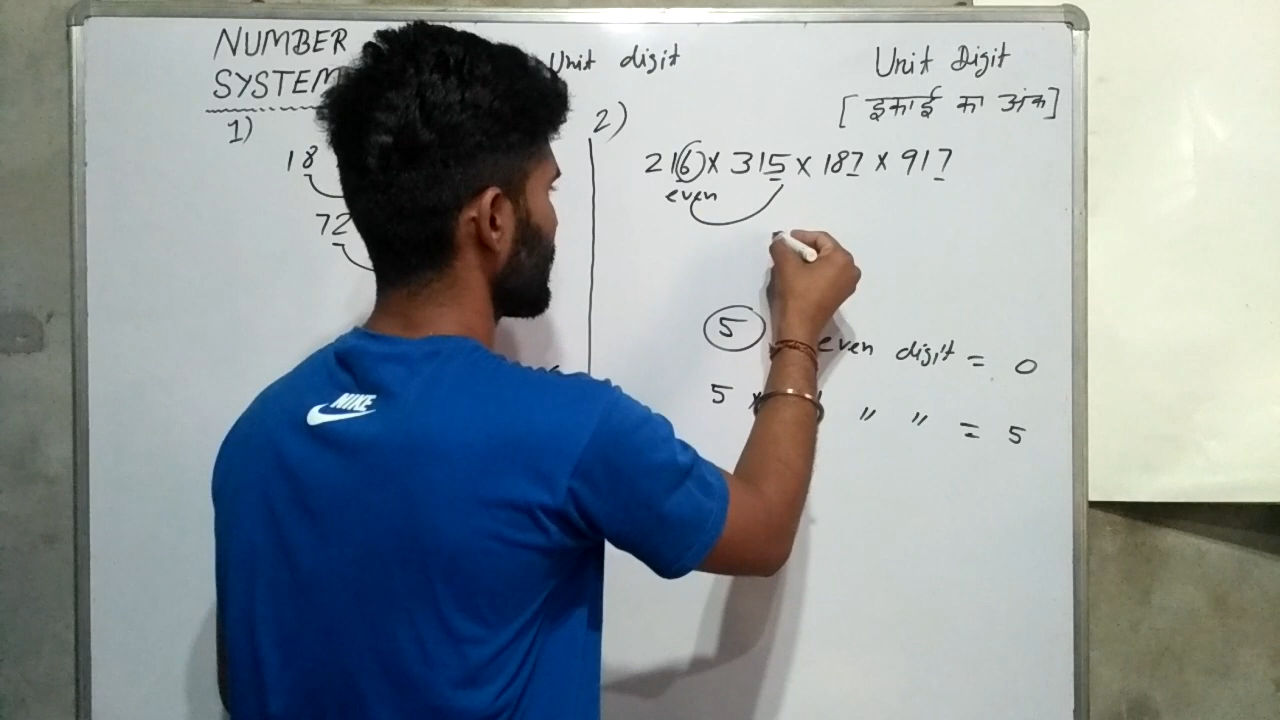 NUMBER
SYSTEM
Unit digit
Unit Digit
[इकाई का अंक]
1)
18
72
2)
216 × 315 × 187 × 917
even
5 even digit = 0
5 × " " = 5
NIKE